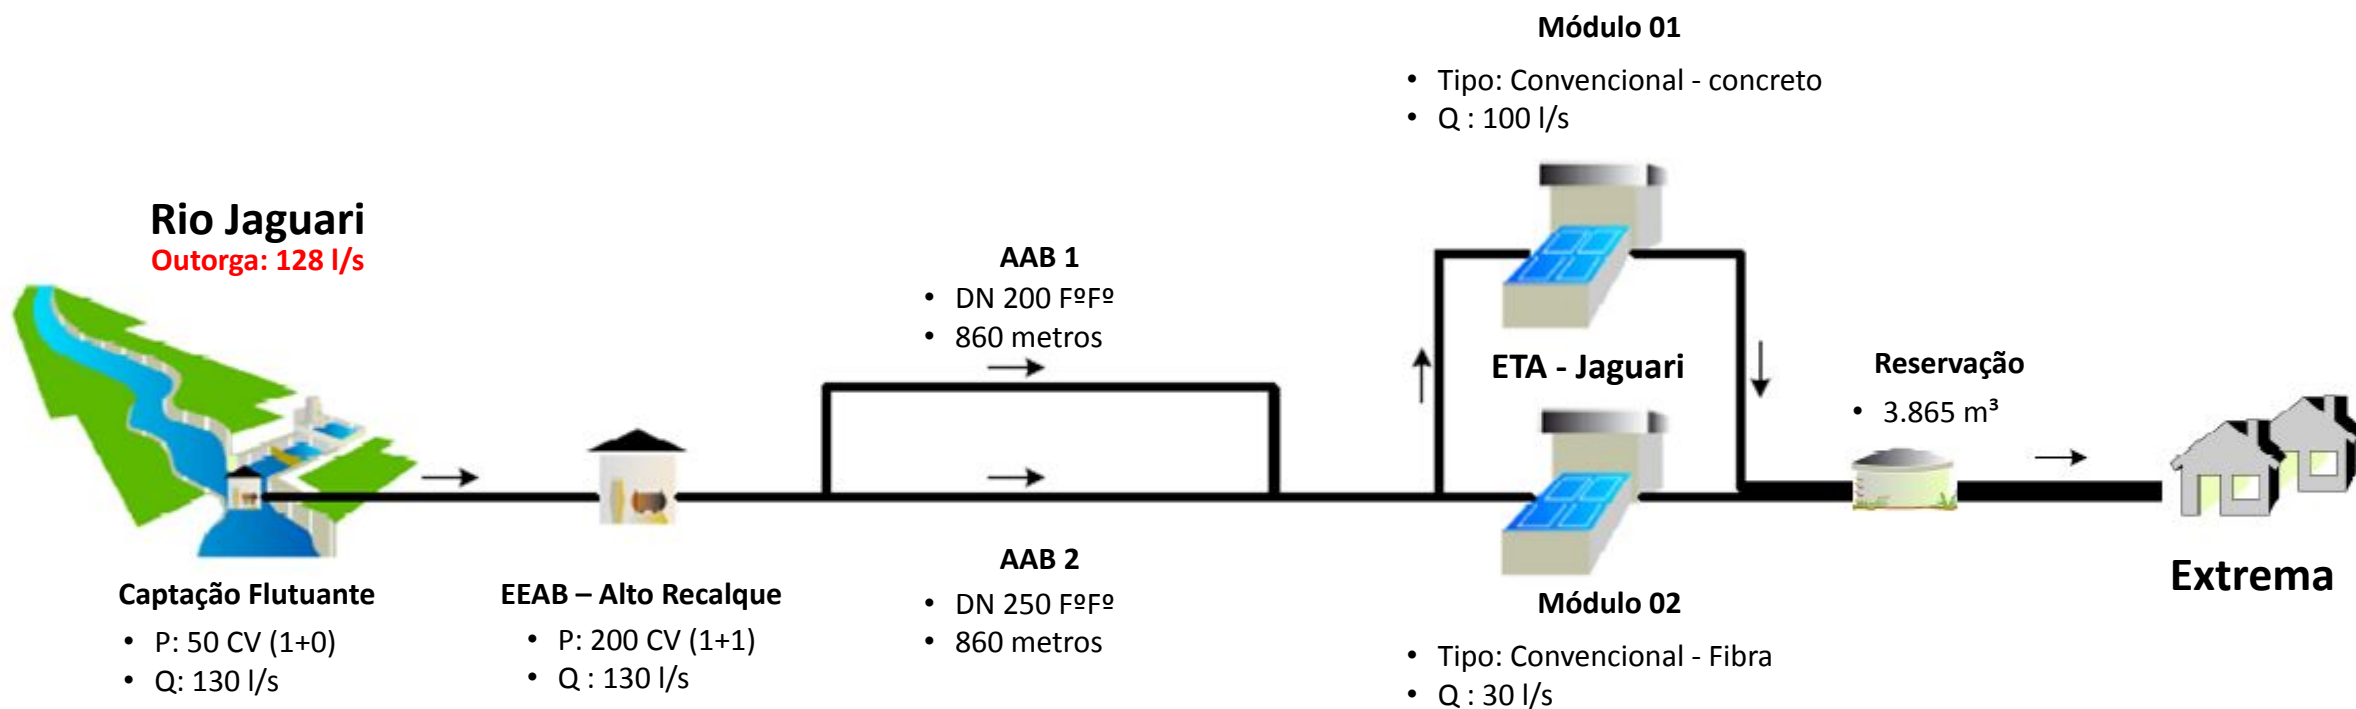 Módulo 01
• Tipo: Convencional - concreto
• Q : 100 l/s
Rio Jaguari
Outorga: 128 l/s
AAB 1
• DN 200 FºFº
• 860 metros
ETA - Jaguari
Reservação
• 3.865 m³
Captação Flutuante
• P: 50 CV (1+0)
• Q: 130 l/s
EEAB – Alto Recalque
• P: 200 CV (1+1)
• Q : 130 l/s
AAB 2
• DN 250 FºFº
• 860 metros
Módulo 02
• Tipo: Convencional - Fibra
• Q : 30 l/s
Extrema